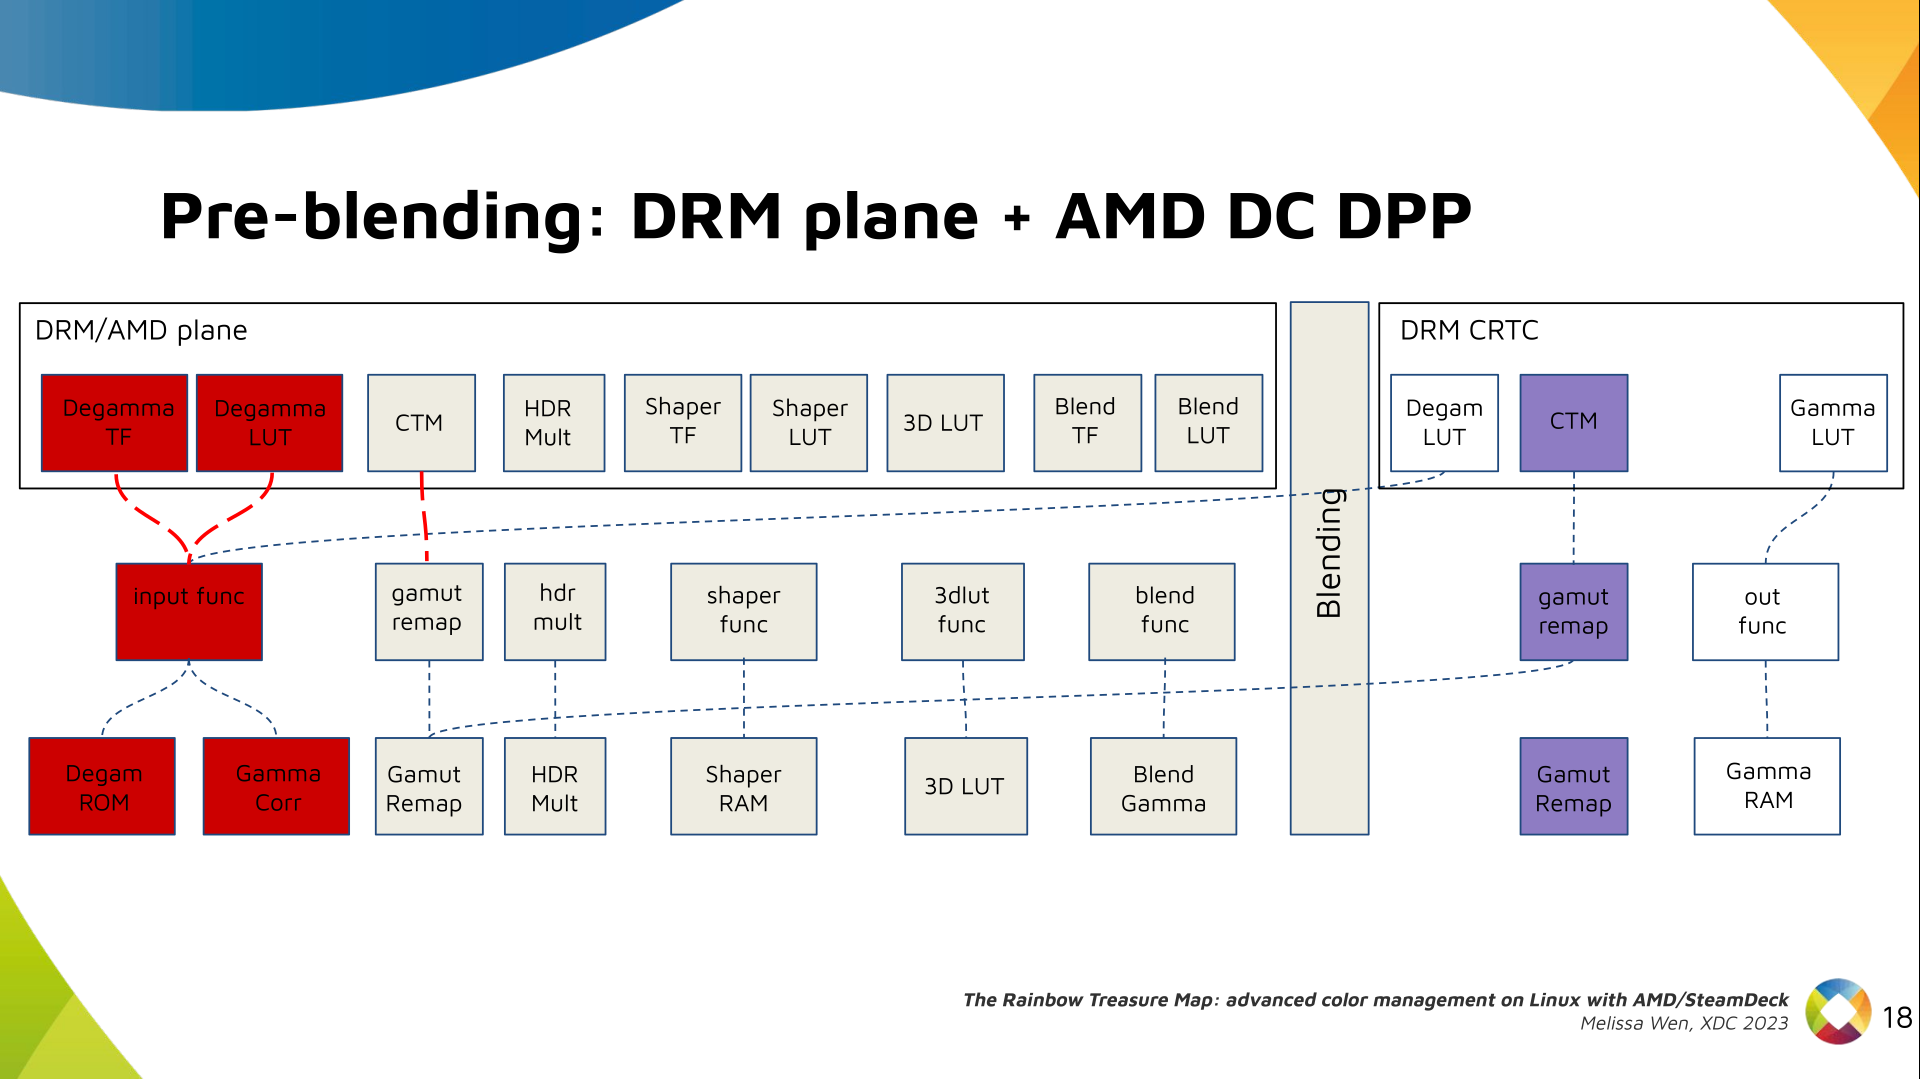 Pre-blending: DRM plane + AMD DC DPP
DRM/AMD plane
Degamma
TF
Degamma
LUT
CTM
HDR
Mult
Shaper
TF
Shaper
LUT
3D LUT
Blend
TF
Blend
LUT
Blending
DRM CRTC
Degam
LUT
CTM
Gamma
LUT
input func
gamut
remap
hdr
mult
shaper
func
3dlut
func
blend
func
gamut
remap
out
func
Degam
ROM
Gamma
Corr
Gamut
Remap
HDR
Mult
Shaper
RAM
3D LUT
Blend
Gamma
Gamut
Remap
Gamma
RAM
The Rainbow Treasure Map: advanced color management on Linux with AMD/SteamDeck
Melissa Wen, XDC 2023
18